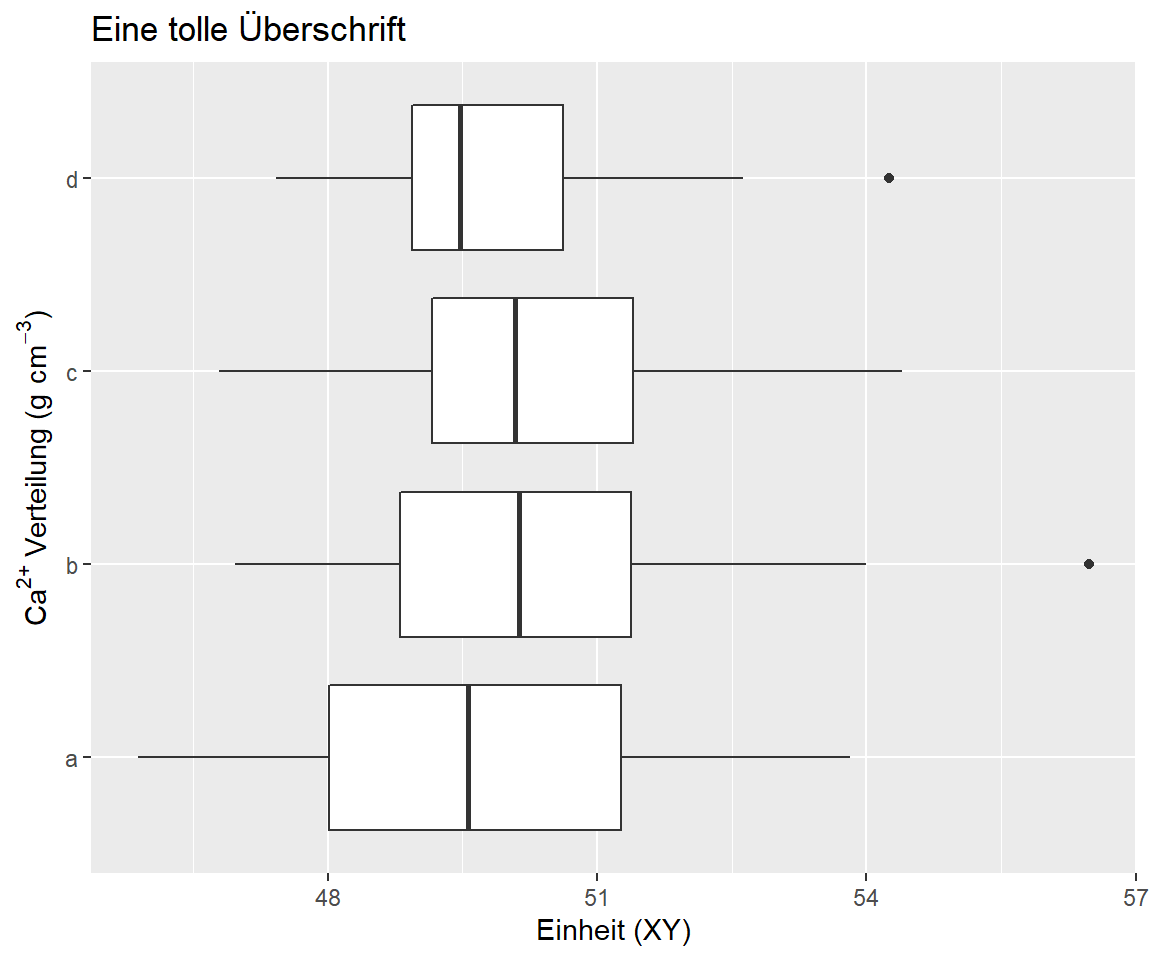 Eine tolle Überschrift
Ca²⁺ Verteilung (g cm⁻³)
d
c
b
a
48 51 54 57
Einheit (XY)